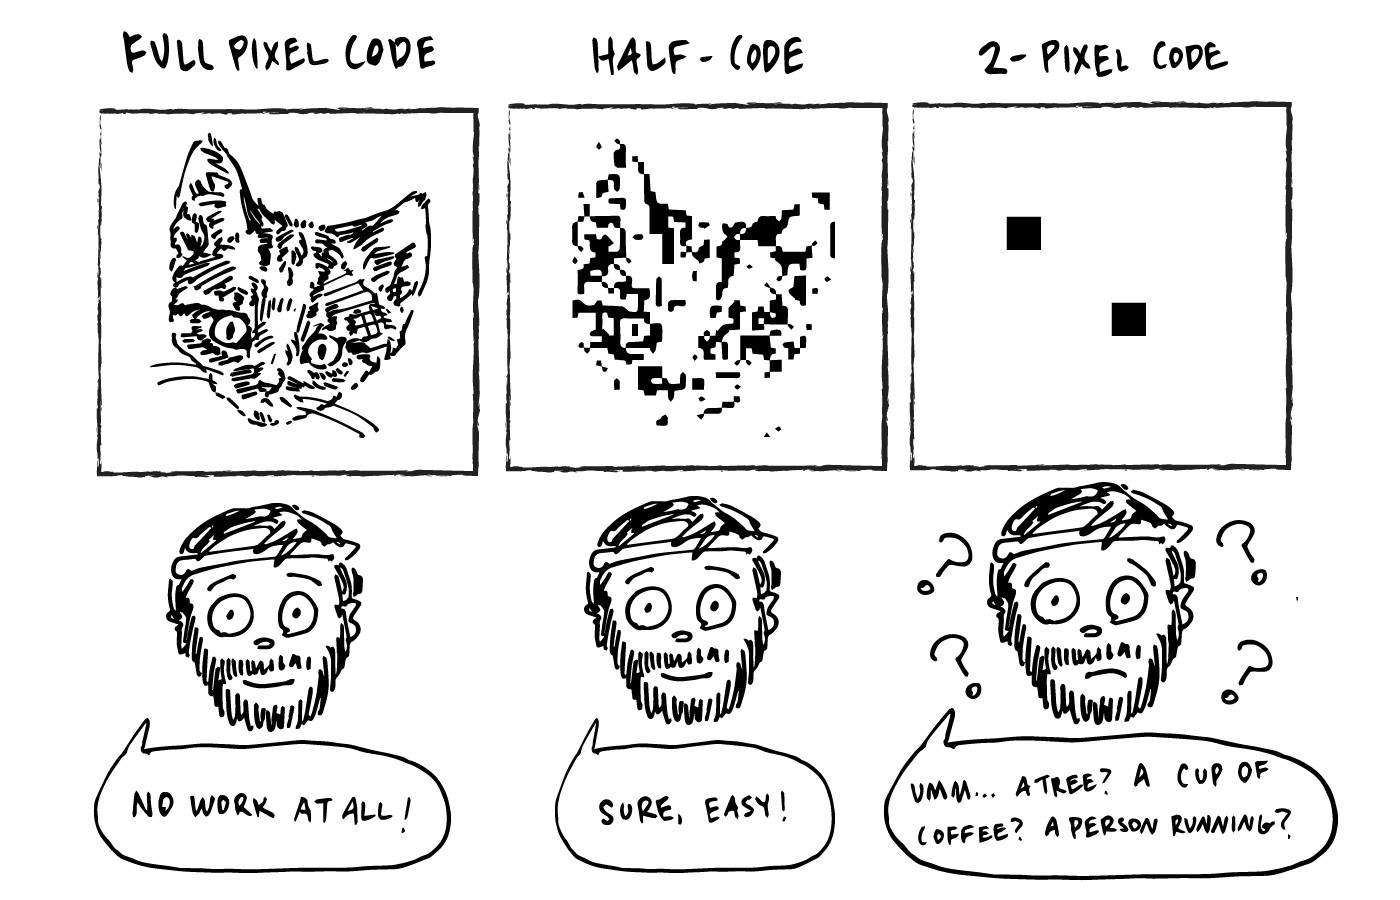 FULL PIXEL CODE
HALF-CODE
2-PIXEL CODE
NO WORK AT ALL!
SURE, EASY!
UMM... A TREE? A CUP OF
COFFEE? A PERSON RUNNING?
? ? ? ?